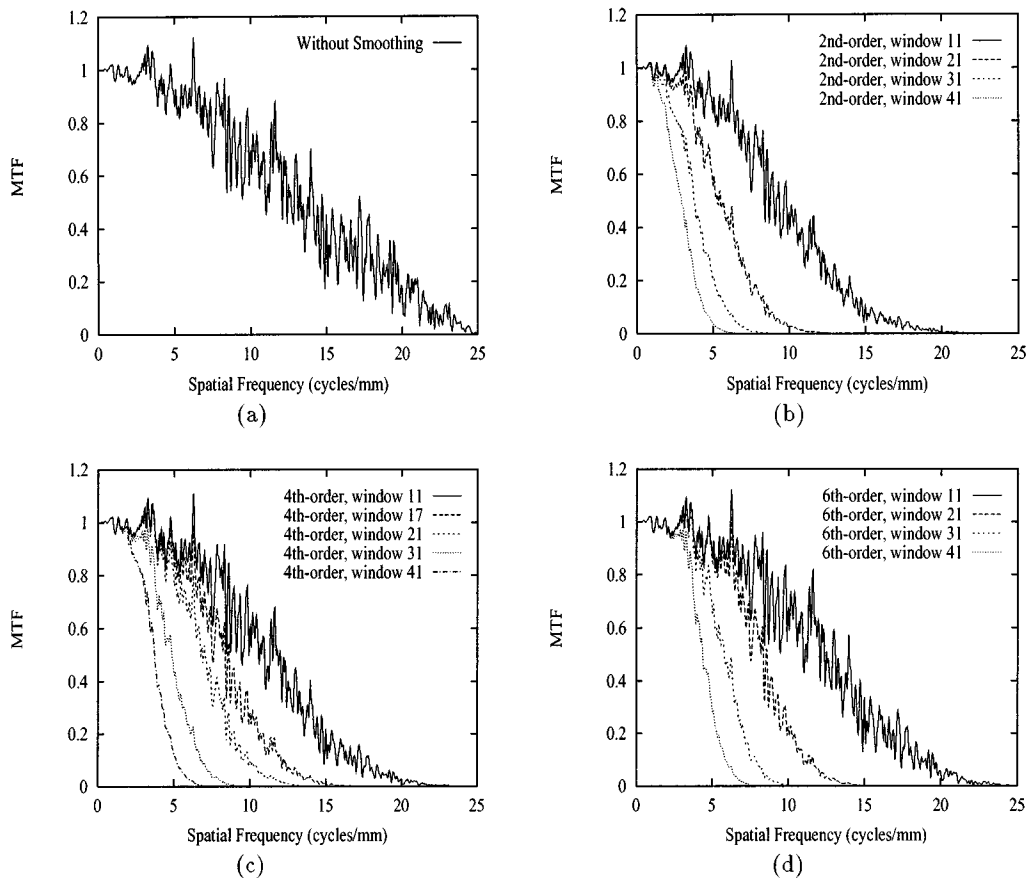 1.2
1
0.8
0.6
0.4
0.2
0
MTF
Without Smoothing
0 5 10 15 20 25
Spatial Frequency (cycles/mm)
(a)
1.2
1
0.8
0.6
0.4
0.2
0
MTF
2nd-order, window 11
2nd-order, window 21
2nd-order, window 31
2nd-order, window 41
0 5 10 15 20 25
Spatial Frequency (cycles/mm)
(b)
1.2
1
0.8
0.6
0.4
0.2
0
MTF
4th-order, window 11
4th-order, window 17
4th-order, window 21
4th-order, window 31
4th-order, window 41
0 5 10 15 20 25
Spatial Frequency (cycles/mm)
(c)
1.2
1
0.8
0.6
0.4
0.2
0
MTF
6th-order, window 11
6th-order, window 21
6th-order, window 31
6th-order, window 41
0 5 10 15 20 25
Spatial Frequency (cycles/mm)
(d)